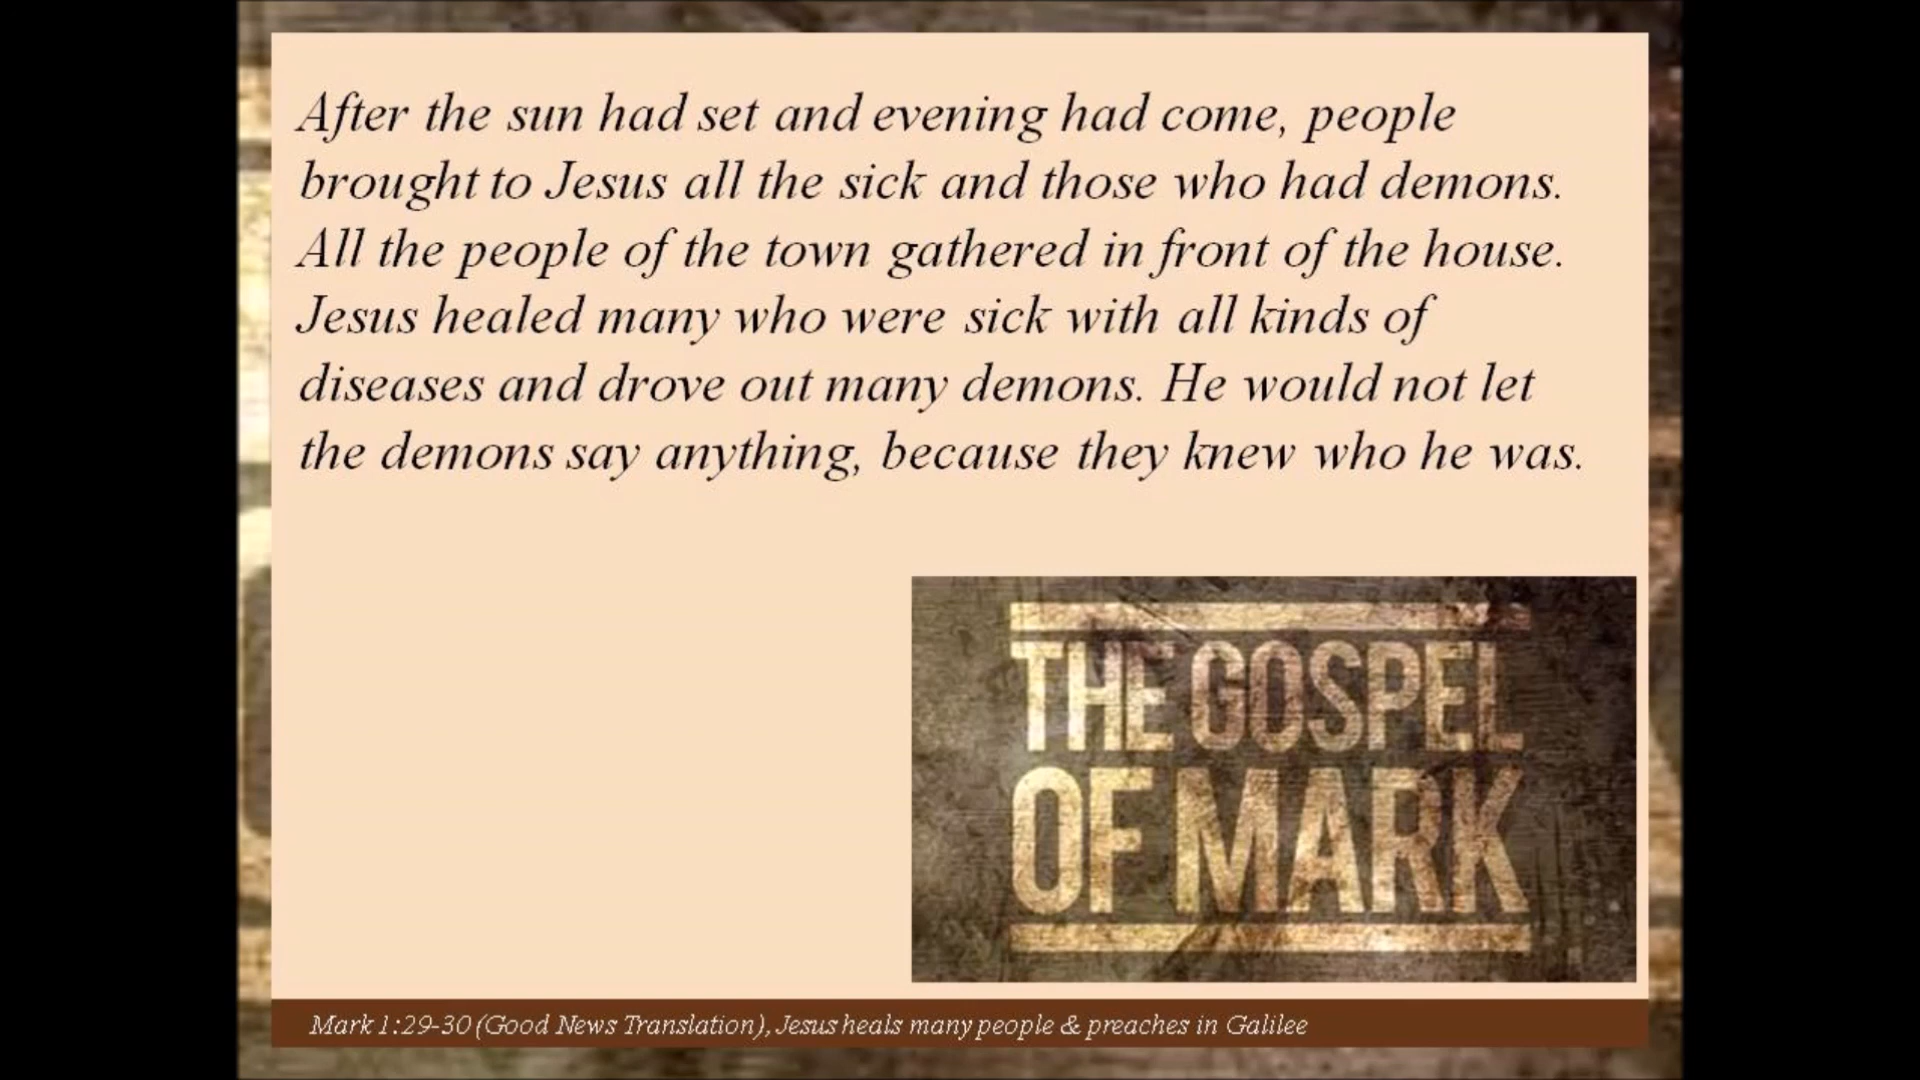 After the sun had set and evening had come, people
brought to Jesus all the sick and those who had demons.
All the people of the town gathered in front of the house.
Jesus healed many who were sick with all kinds of
diseases and drove out many demons. He would not let
the demons say anything, because they knew who he was.
THE GOSPEL
OF MARK
Mark 1:29-30 (Good News Translation), Jesus heals many people & preaches in Galilee